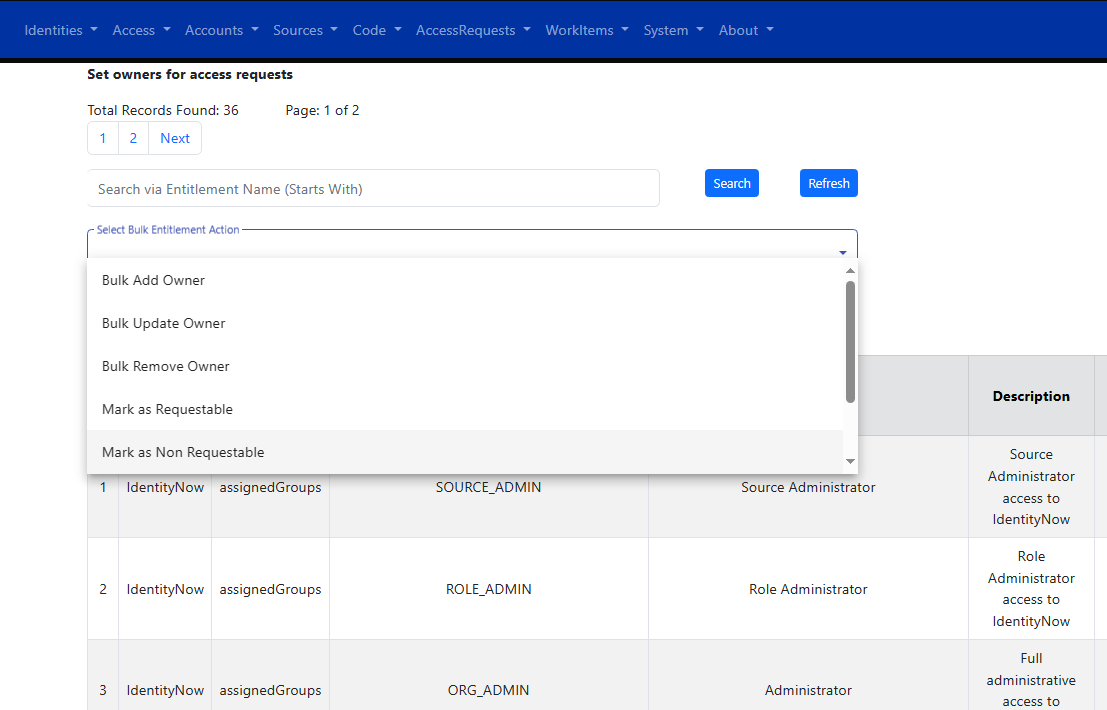 Identities Access Accounts Sources Code AccessRequests WorkItems System About
Set owners for access requests
Total Records Found: 36 Page: 1 of 2
1 2 Next
Search via Entitlement Name (Starts With) Search Refresh
Select Bulk Entitlement Action
Bulk Add Owner
Bulk Update Owner
Bulk Remove Owner
Mark as Requestable
Mark as Non Requestable
Description
1 IdentityNow assignedGroups SOURCE_ADMIN Source Administrator
Source
Administrator
access to
IdentityNow
2 IdentityNow assignedGroups ROLE_ADMIN Role Administrator
Role
Administrator
access to
IdentityNow
3 IdentityNow assignedGroups ORG_ADMIN Administrator
Full
administrative
access to